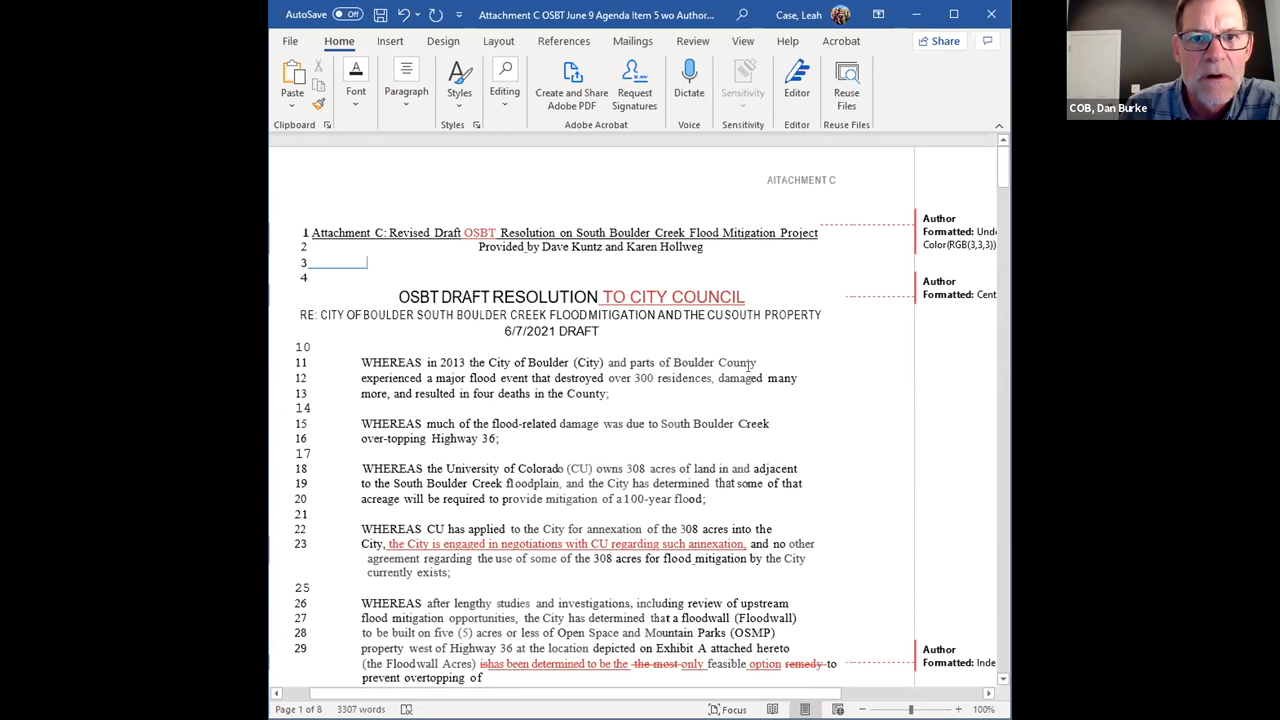 AutoSave Off Attachment C OSBT June 9 Agenda Item 5 wo Author... Case, Leah
File Home Insert Design Layout References Mailings Review View Help Acrobat Share
Paste Font Paragraph Styles Editing Create and Share Adobe PDF Request Signatures Dictate Sensitivity Editor Reuse Files
Clipboard Styles Adobe Acrobat Voice Sensitivity Editor Reuse Files
COB, Dan Burke
AITACHMENT C
1 Attachment C: Revised Draft OSBT Resolution on South Boulder Creek Flood Mitigation Project
2 Provided by Dave Kuntz and Karen Hollweg
3
4
OSBT DRAFT RESOLUTION TO CITY COUNCIL
RE: CITY OF BOULDER SOUTH BOULDER CREEK FLOOD MITIGATION AND THE CU SOUTH PROPERTY
6/7/2021 DRAFT
10
11 WHEREAS in 2013 the City of Boulder (City) and parts of Boulder County
12 experienced a major flood event that destroyed over 300 residences, damaged many
13 more, and resulted in four deaths in the County;
14
15 WHEREAS much of the flood-related damage was due to South Boulder Creek
16 over-topping Highway 36;
17
18 WHEREAS the University of Colorado (CU) owns 308 acres of land in and adjacent
19 to the South Boulder Creek floodplain, and the City has determined that some of that
20 acreage will be required to provide mitigation of a 100-year flood;
21
22 WHEREAS CU has applied to the City for annexation of the 308 acres into the
23 City, the City is engaged in negotiations with CU regarding such annexation, and no other
agreement regarding the use of some of the 308 acres for flood mitigation by the City
currently exists;
25
26 WHEREAS after lengthy studies and investigations, including review of upstream
27 flood mitigation opportunities, the City has determined that a floodwall (Floodwall)
28 to be built on five (5) acres or less of Open Space and Mountain Parks (OSMP)
29 property west of Highway 36 at the location depicted on Exhibit A attached hereto
(the Floodwall Acres) ishas been determined to be the the most only feasible option remedy to
prevent overtopping of
Author
Formatted: Unde
Color(RGB(3,3,3))
Author
Formatted: Cent
Author
Formatted: Inde
Page 1 of 8 3307 words Focus 100%